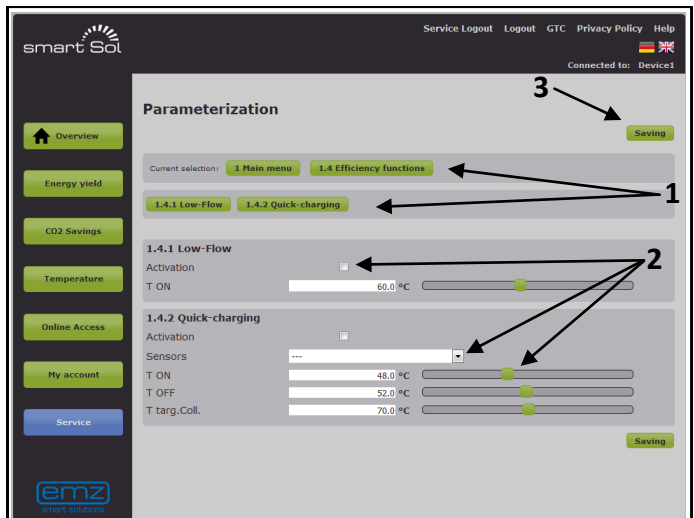 smart Sol
Service Logout Logout GTC Privacy Policy Help
Connected to: Device1
3
Parameterization
Saving
Overview
Current selection: 1 Main menu 1.4 Efficiency functions
1
Energy yield
1.4.1 Low-Flow 1.4.2 Quick-charging
CO2 Savings
1.4.1 Low-Flow
2
Activation
Temperature
T ON 60.0 °C
1.4.2 Quick-charging
Online Access
Activation
Sensors ---
My account
T ON 48.0 °C
T OFF 52.0 °C
T targ.Coll. 70.0 °C
Service
Saving
emz
smart solutions